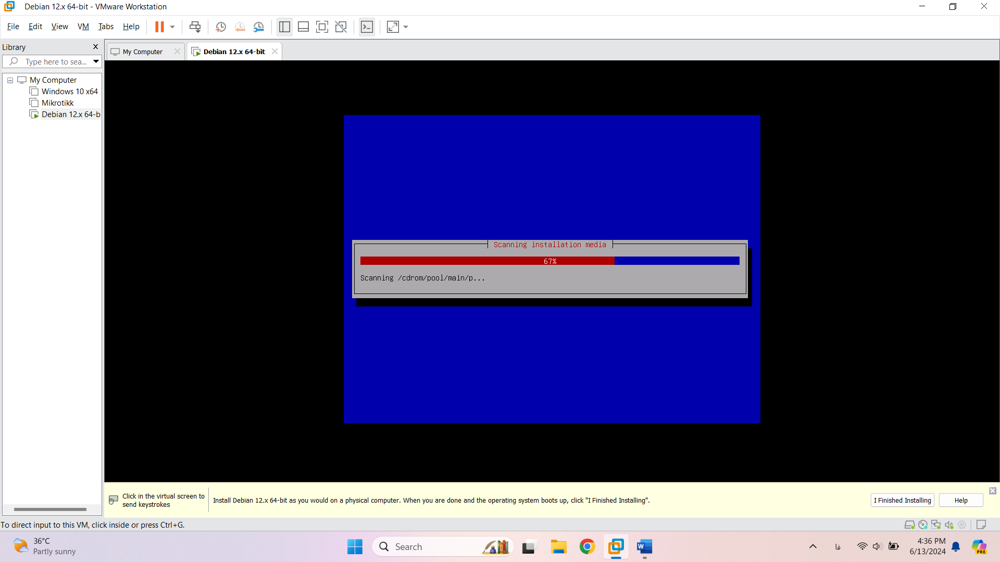 Debian 12.x 64-bit - VMware Workstation
File Edit View VM Tabs Help
Library
Type here to sea...
My Computer
Windows 10 x64
Mikrotikk
Debian 12.x 64-b
My Computer
Debian 12.x 64-bit
Scanning installation media
67%
Scanning /cdrom/pool/main/p...
Click in the virtual screen to
send keystrokes
Install Debian 12.x 64-bit as you would on a physical computer. When you are done and the operating system boots up, click "I Finished Installing".
I Finished Installing
Help
To direct input to this VM, click inside or press Ctrl+G.
36°C
Partly sunny
Search
فا
4:36 PM
6/13/2024
PRE